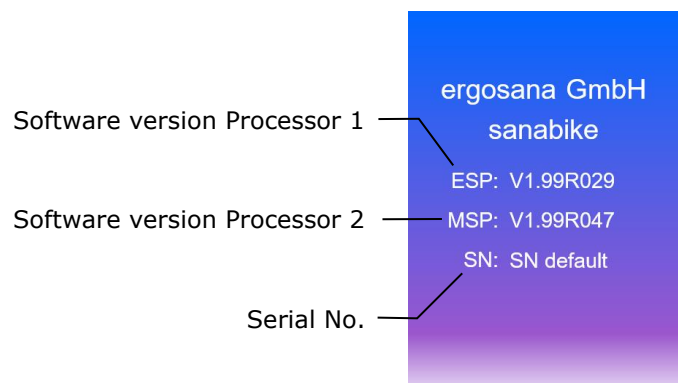 ergosana GmbH
sanabike
Software version Processor 1
ESP: V1.99R029
Software version Processor 2
MSP: V1.99R047
SN: SN default
Serial No.